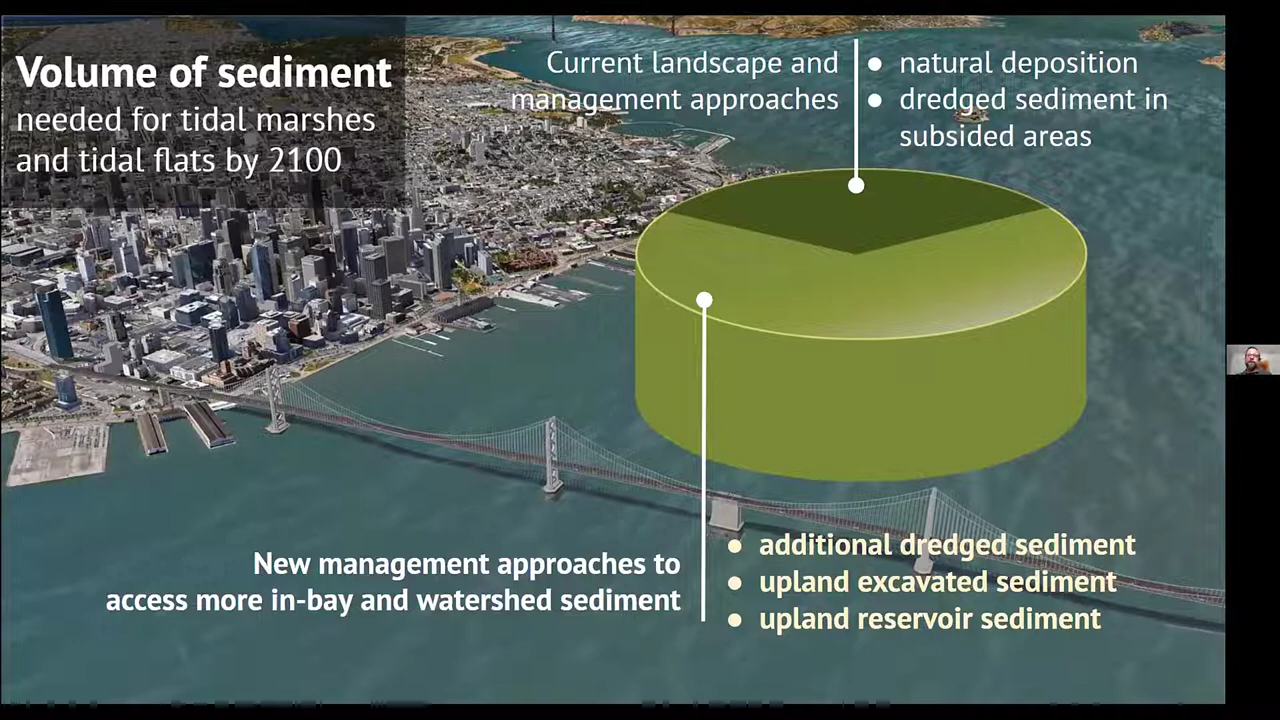 Volume of sediment
needed for tidal marshes
and tidal flats by 2100
Current landscape and
management approaches
● natural deposition
● dredged sediment in
subsided areas
New management approaches to
access more in-bay and watershed sediment
● additional dredged sediment
● upland excavated sediment
● upland reservoir sediment